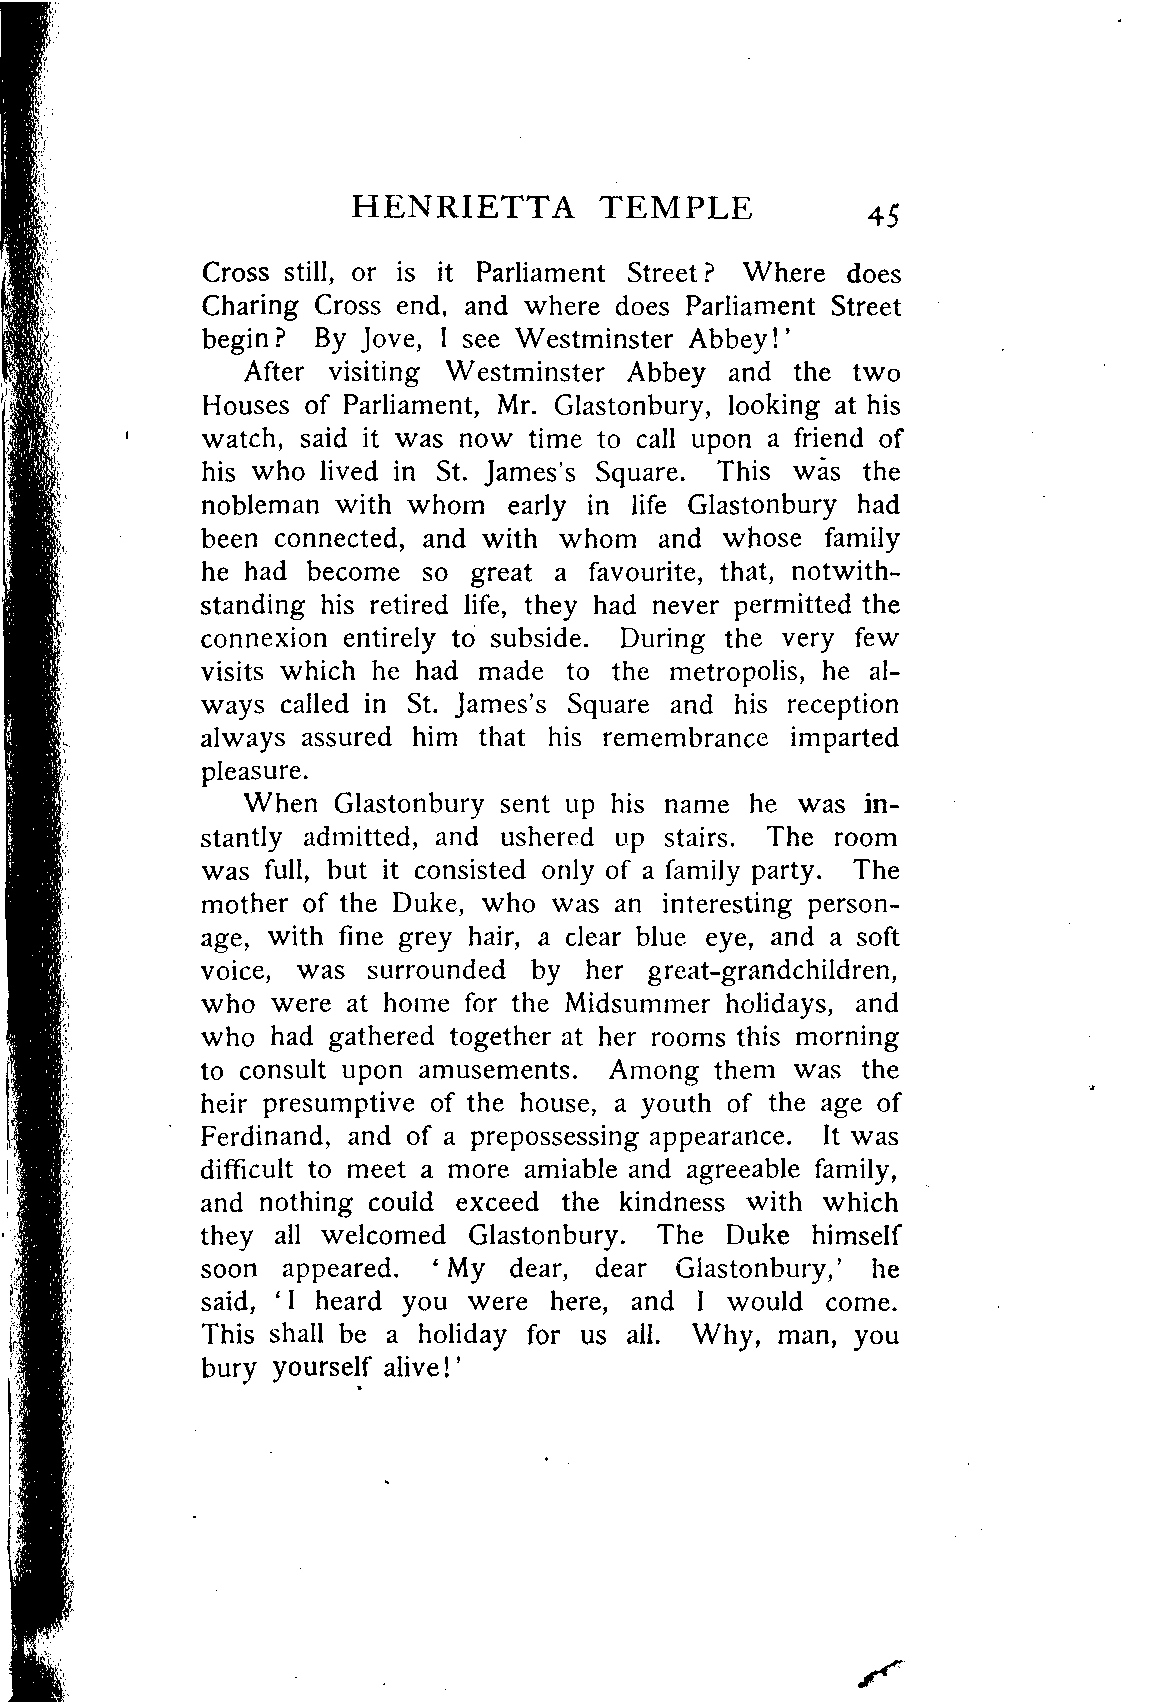 HENRIETTA TEMPLE 45
Cross still, or is it Parliament Street? Where does
Charing Cross end, and where does Parliament Street
begin? By Jove, I see Westminster Abbey!'
After visiting Westminster Abbey and the two
Houses of Parliament, Mr. Glastonbury, looking at his
watch, said it was now time to call upon a friend of
his who lived in St. James's Square. This was the
nobleman with whom early in life Glastonbury had
been connected, and with whom and whose family
he had become so great a favourite, that, notwith-
standing his retired life, they had never permitted the
connexion entirely to subside. During the very few
visits which he had made to the metropolis, he al-
ways called in St. James's Square and his reception
always assured him that his remembrance imparted
pleasure.
When Glastonbury sent up his name he was in-
stantly admitted, and ushered up stairs. The room
was full, but it consisted only of a family party. The
mother of the Duke, who was an interesting person-
age, with fine grey hair, a clear blue eye, and a soft
voice, was surrounded by her great-grandchildren,
who were at home for the Midsummer holidays, and
who had gathered together at her rooms this morning
to consult upon amusements. Among them was the
heir presumptive of the house, a youth of the age of
Ferdinand, and of a prepossessing appearance. It was
difficult to meet a more amiable and agreeable family,
and nothing could exceed the kindness with which
they all welcomed Glastonbury. The Duke himself
soon appeared. 'My dear, dear Glastonbury,' he
said, 'I heard you were here, and I would come.
This shall be a holiday for us all. Why, man, you
bury yourself alive!'